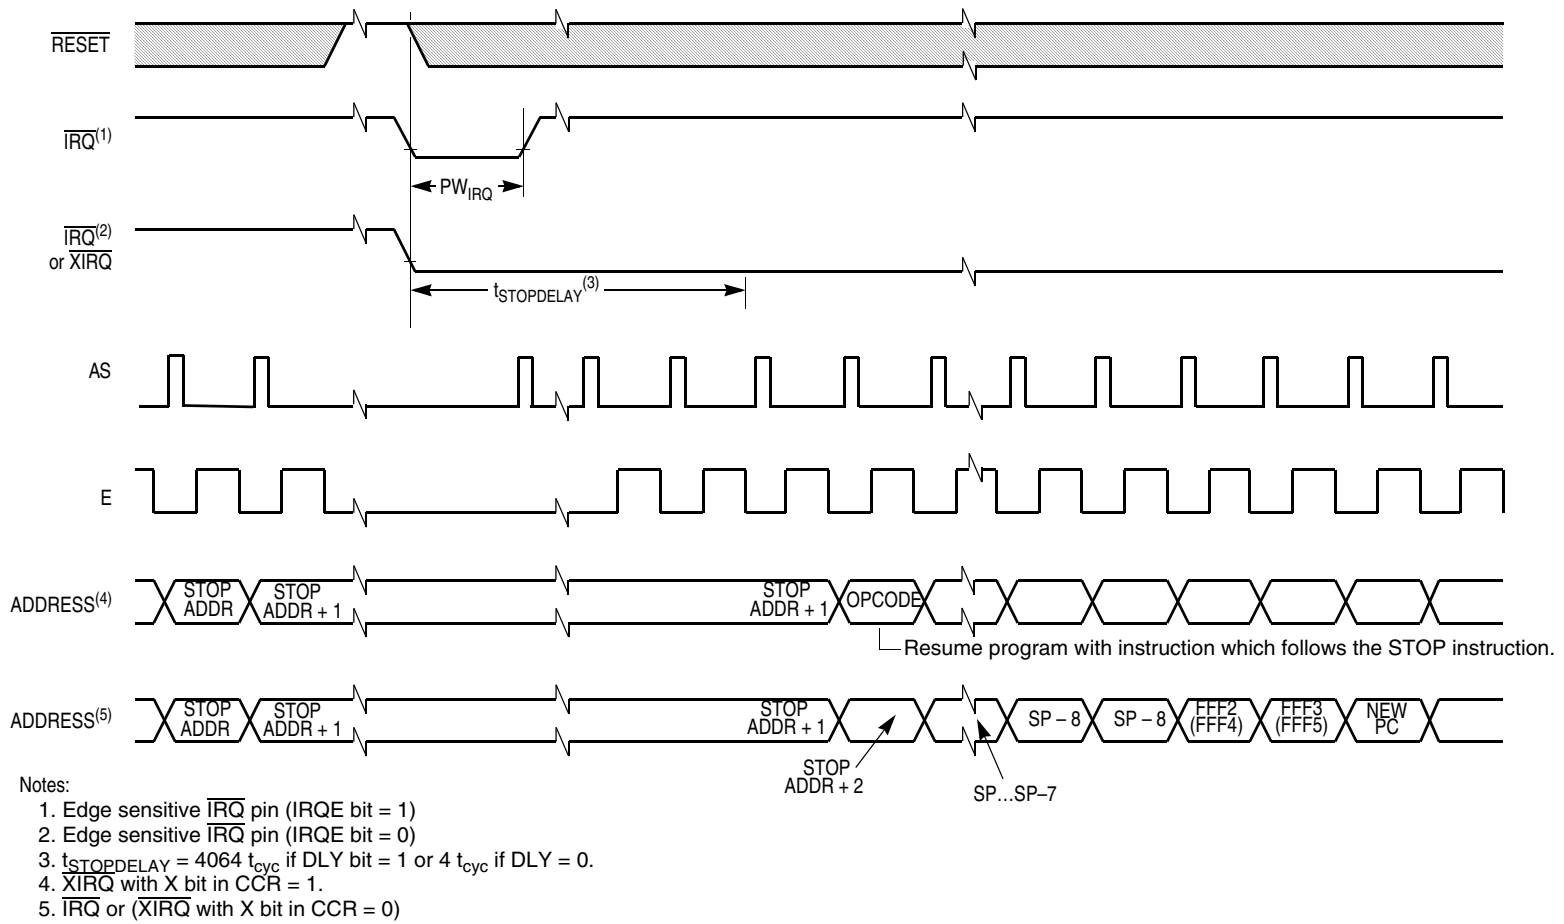 RESET
IRQ(1)
PWIRQ
IRQ(2)
or XIRQ
tSTOPDELAY(3)
AS
E
ADDRESS(4)
STOP
ADDR
STOP
ADDR + 1
STOP
ADDR + 1
OPCODE
Resume program with instruction which follows the STOP instruction.
ADDRESS(5)
STOP
ADDR
STOP
ADDR + 1
STOP
ADDR + 1
SP – 8
SP – 8
FFF2
(FFF4)
FFF3
(FFF5)
NEW
PC
STOP
ADDR + 2
SP…SP–7
Notes:
1. Edge sensitive IRQ pin (IRQE bit = 1)
2. Edge sensitive IRQ pin (IRQE bit = 0)
3. tSTOPDELAY = 4064 tcyc if DLY bit = 1 or 4 tcyc if DLY = 0.
4. XIRQ with X bit in CCR = 1.
5. IRQ or (XIRQ with X bit in CCR = 0)